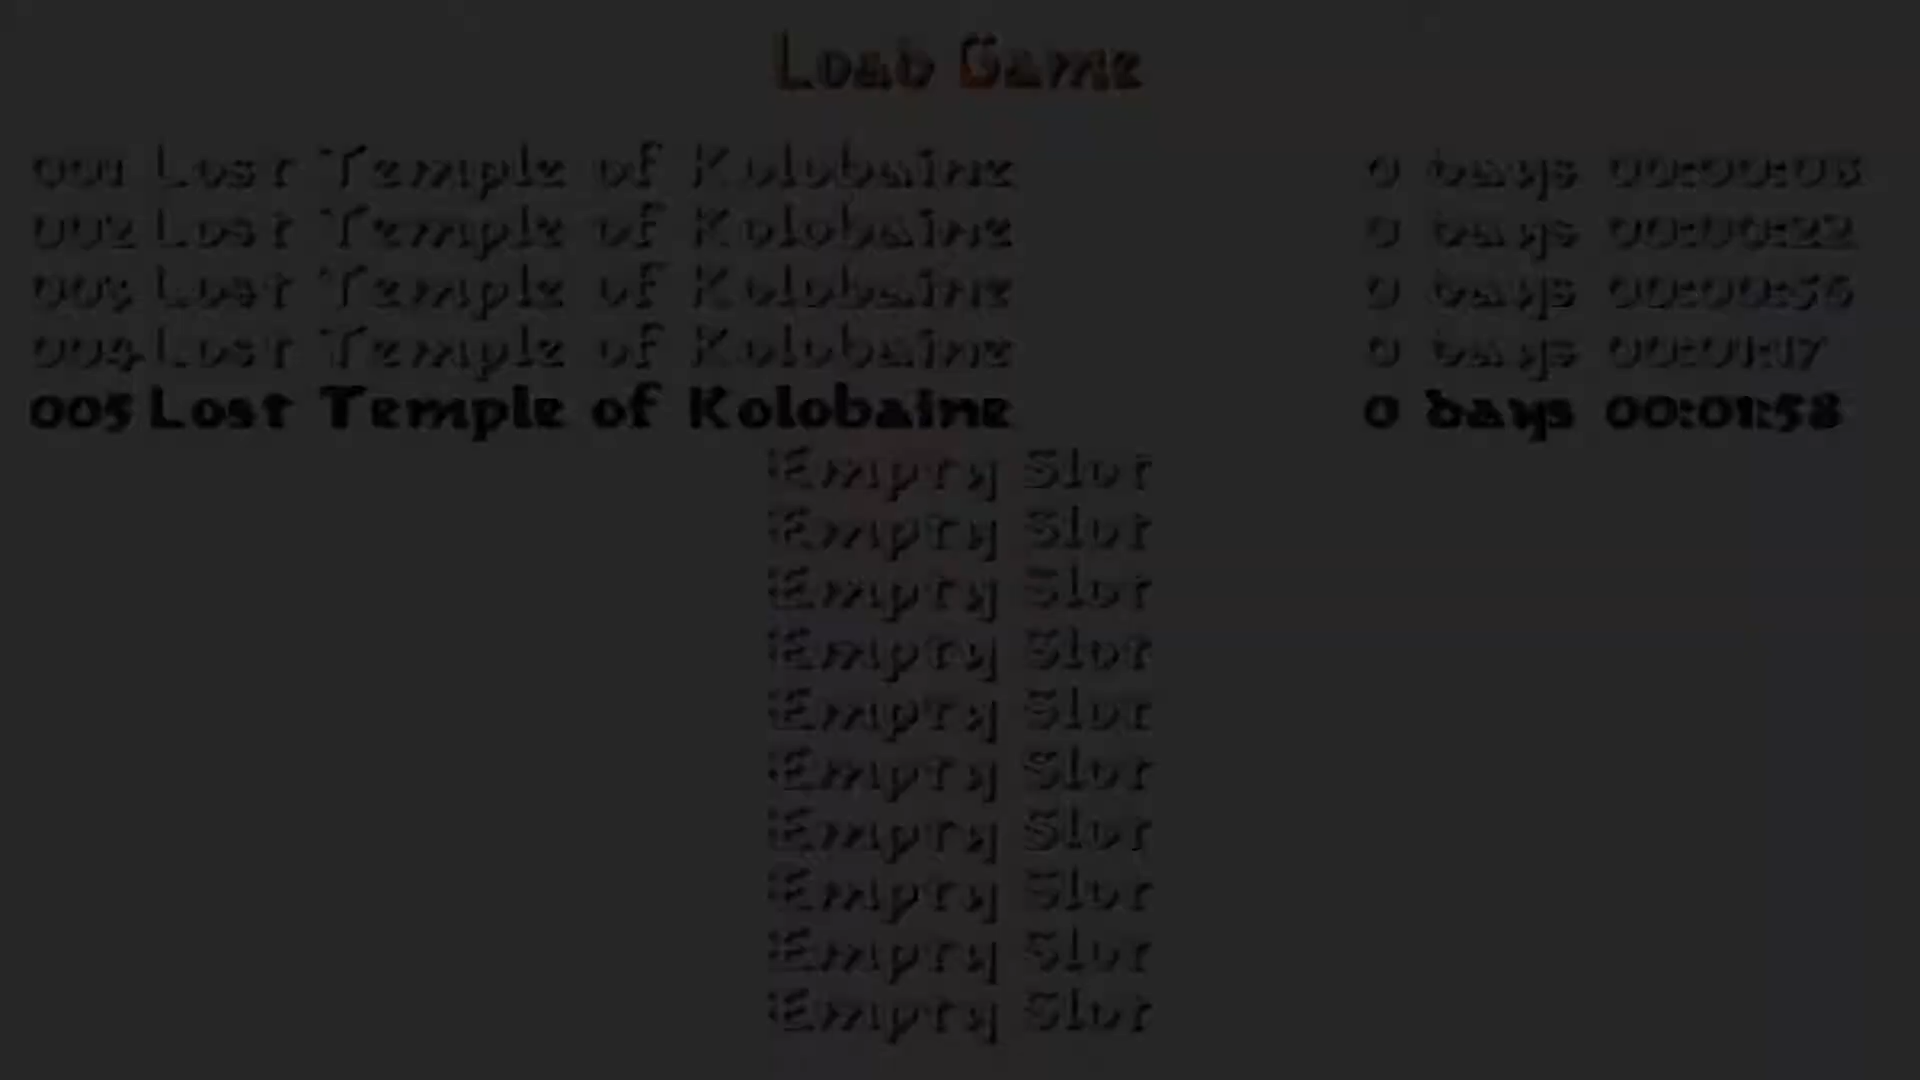 Load Game
001 Lost Temple of Kolobaine 0 days 00:00:08
002 Lost Temple of Kolobaine 0 days 00:00:22
003 Lost Temple of Kolobaine 0 days 00:00:56
004 Lost Temple of Kolobaine 0 days 00:01:17
005 Lost Temple of Kolobaine 0 days 00:01:58
Empty Slot
Empty Slot
Empty Slot
Empty Slot
Empty Slot
Empty Slot
Empty Slot
Empty Slot
Empty Slot
Empty Slot